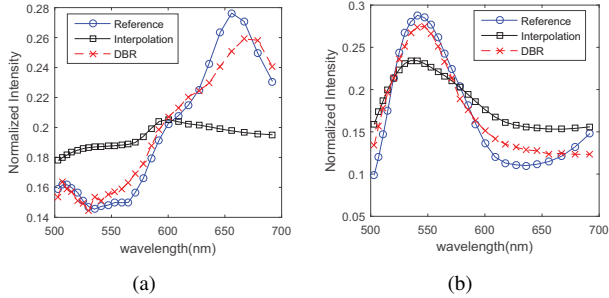 0.28
0.26
0.24
0.22
0.2
0.18
0.16
0.14
Normalized Intensity
Reference
Interpolation
DBR
500
550
600
650
700
wavelength(nm)
(a)
0.3
0.25
0.2
0.15
0.1
0.05
Normalized Intensity
Reference
Interpolation
DBR
500
550
600
650
700
wavelength(nm)
(b)